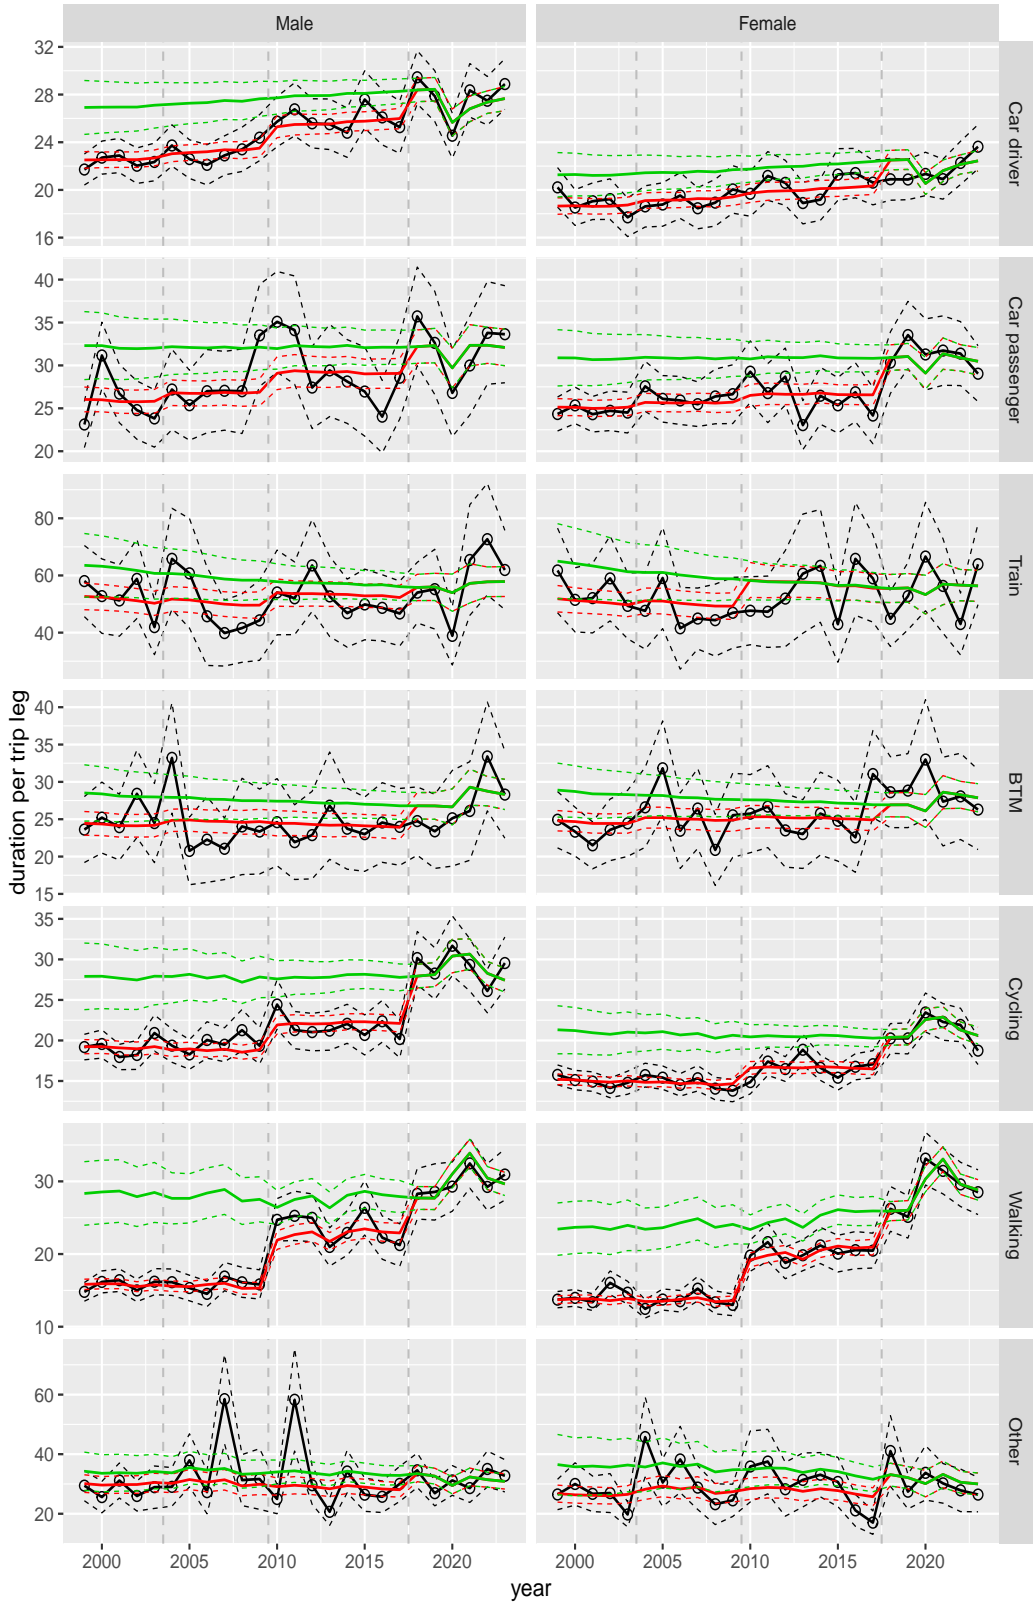 Male Female
32
28
24
20
16
Car driver
40
35
30
25
20
Car passenger
80
60
40
Train
40
35
30
25
20
15
BTM
duration per trip leg
35
30
25
20
15
Cycling
30
20
10
Walking
60
40
20
Other
2000 2005 2010 2015 2020 2000 2005 2010 2015 2020
year